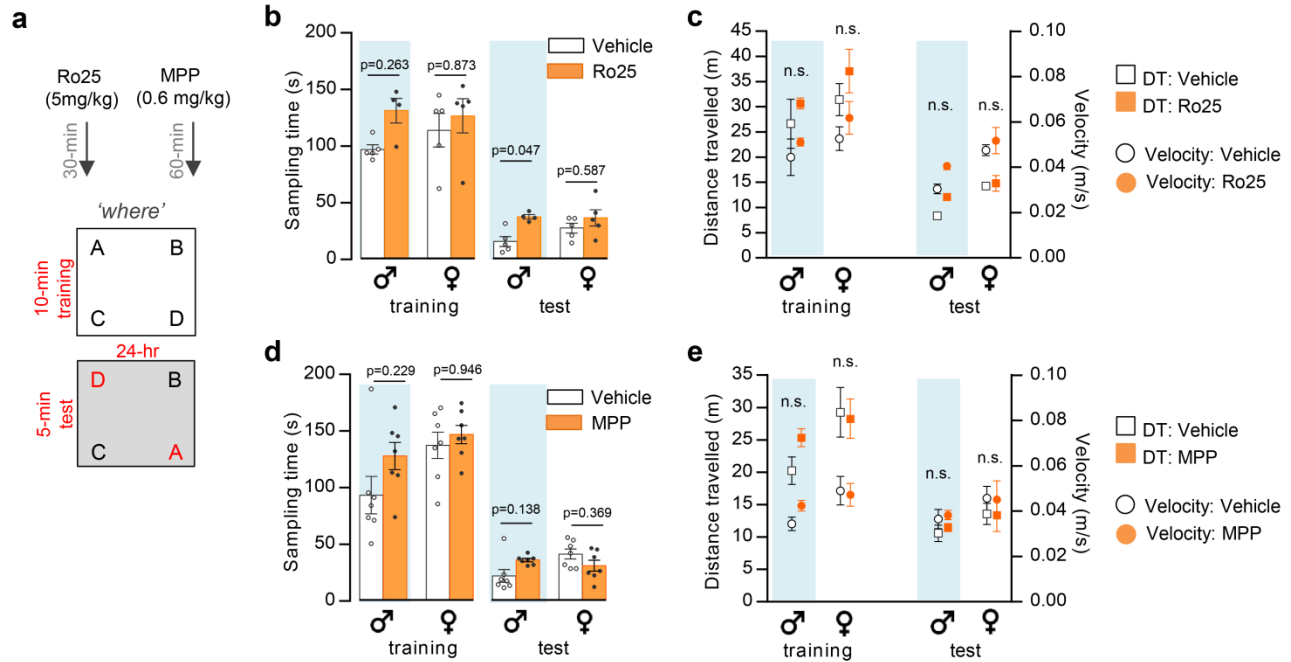 a
Ro25
(5mg/kg)
MPP
(0.6 mg/kg)
30-min
60-min
'where'
A B
C D
10-min
training
24-hr
D B
C A
5-min
test
b
200
150
100
50
0
Sampling time (s)
Vehicle
Ro25
p=0.263
p=0.873
p=0.047
p=0.587
♂ ♀ ♂ ♀
training test
c
45
40
35
30
25
20
15
10
5
0
Distance travelled (m)
n.s.
n.s.
n.s.
n.s.
0.10
0.08
0.06
0.04
0.02
0.00
Velocity (m/s)
♂ ♀ ♂ ♀
training test
DT: Vehicle
DT: Ro25
Velocity: Vehicle
Velocity: Ro25
d
200
150
100
50
0
Sampling time (s)
Vehicle
MPP
p=0.229
p=0.946
p=0.138
p=0.369
♂ ♀ ♂ ♀
training test
e
35
30
25
20
15
10
5
0
Distance travelled (m)
n.s.
n.s.
n.s.
n.s.
0.10
0.08
0.06
0.04
0.02
0.00
Velocity (m/s)
♂ ♀ ♂ ♀
training test
DT: Vehicle
DT: MPP
Velocity: Vehicle
Velocity: MPP